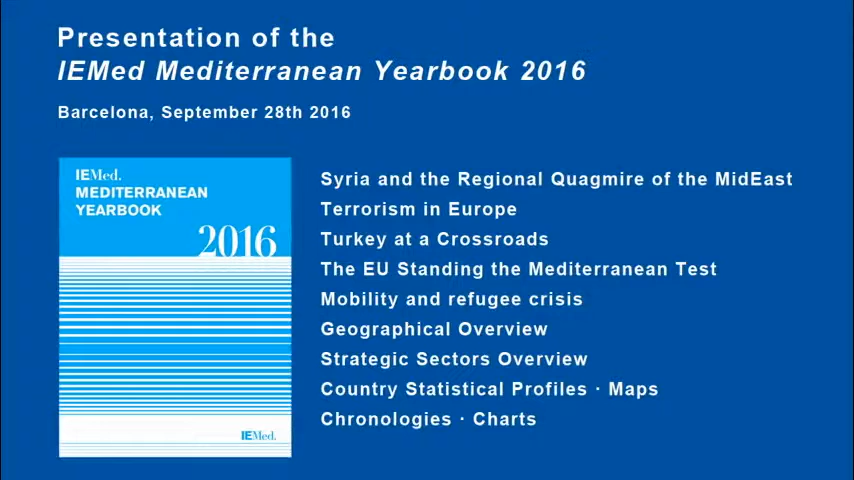 Presentation of the
IEMed Mediterranean Yearbook 2016
Barcelona, September 28th 2016
IEMed.
MEDITERRANEAN
YEARBOOK
2016
IEMed.
Syria and the Regional Quagmire of the MidEast
Terrorism in Europe
Turkey at a Crossroads
The EU Standing the Mediterranean Test
Mobility and refugee crisis
Geographical Overview
Strategic Sectors Overview
Country Statistical Profiles · Maps
Chronologies · Charts